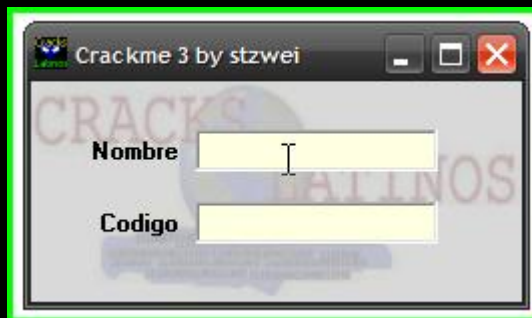 Crackme 3 by stzwei
CRACKS
LATINOS
Nombre
Codigo